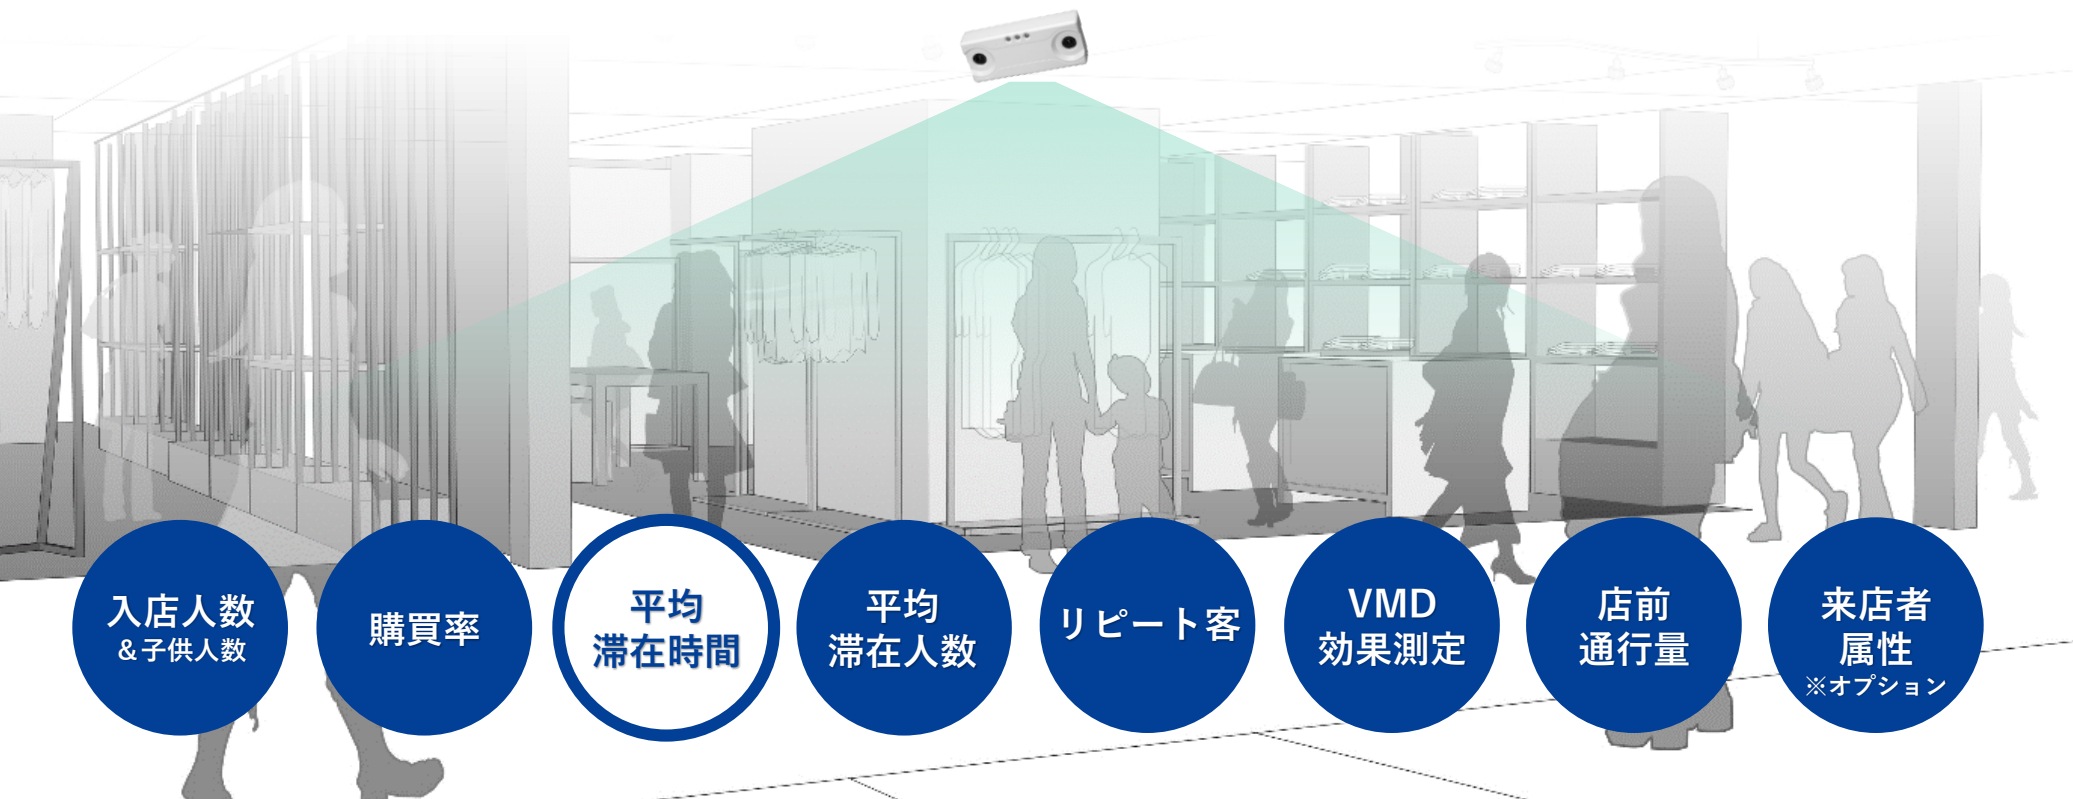 入店人数
&子供人数
購買率
平均
滞在時間
平均
滞在人数
リピート客
VMD
効果測定
店前
通行量
来店者
属性
※オプション